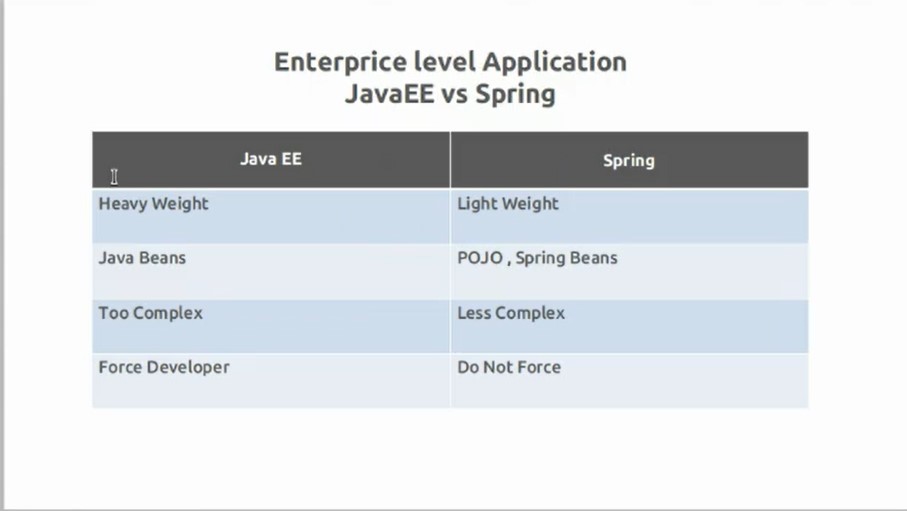 Enterprice level Application
JavaEE vs Spring
Java EE Spring
Heavy Weight Light Weight
Java Beans POJO , Spring Beans
Too Complex Less Complex
Force Developer Do Not Force